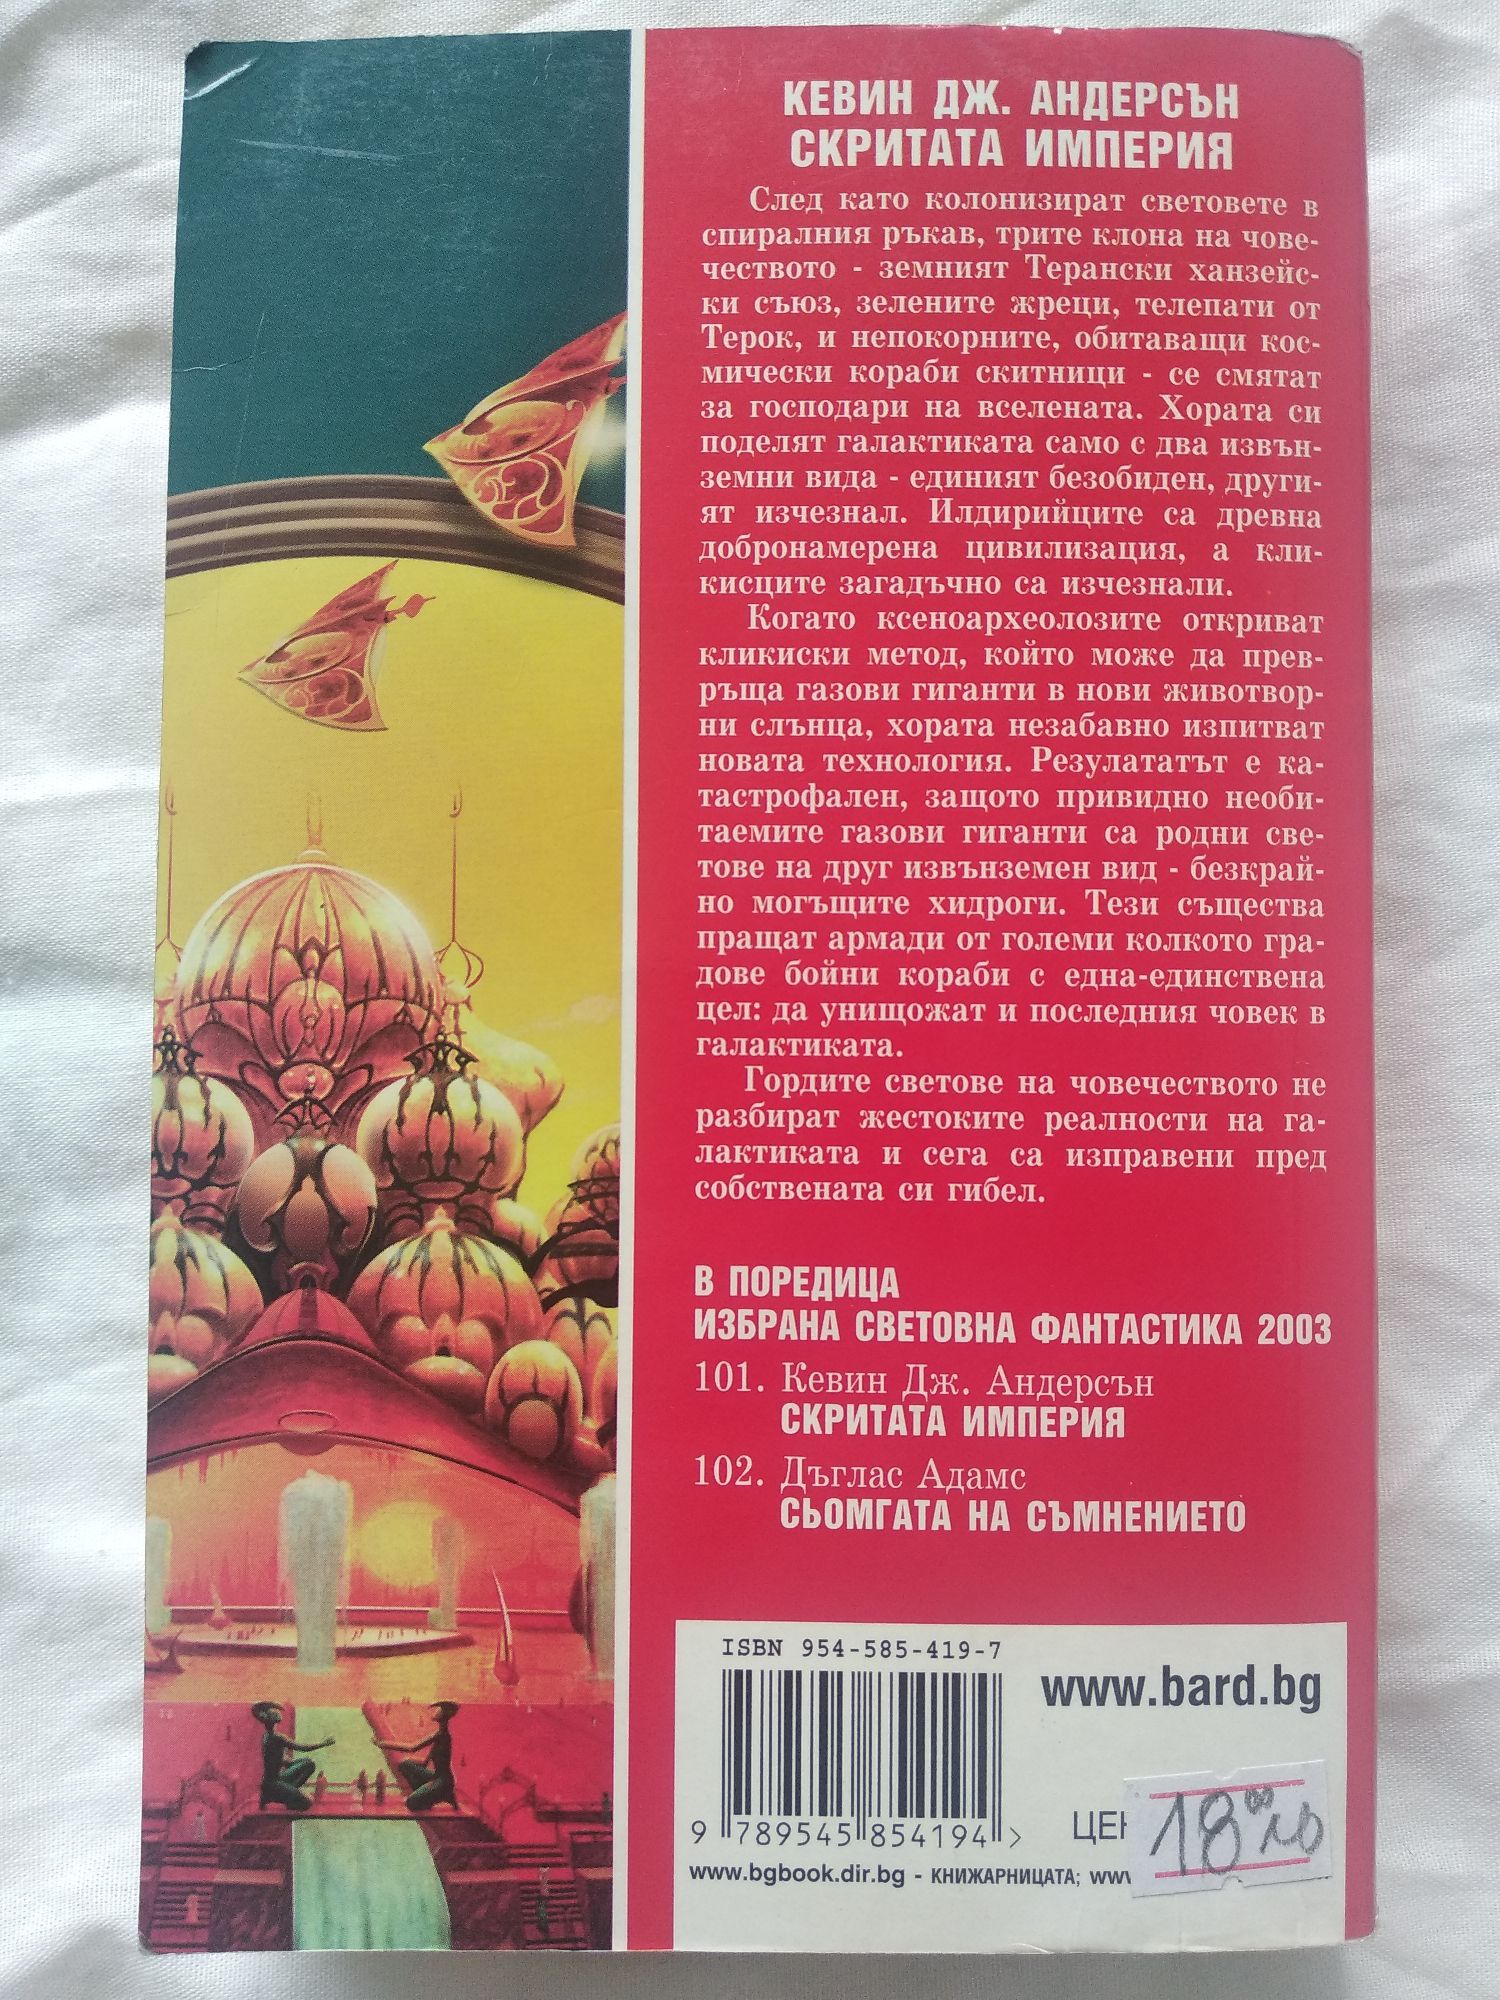 КЕВИН ДЖ. АНДЕРСЪН
СКРИТАТА ИМПЕРИЯ
След като колонизират световете в
спиралния ръкав, трите клона на чове-
чеството - земният Терански ханзейс-
ки съюз, зелените жреци, телепати от
Терок, и непокорните, обитаващи кос-
мически кораби скитници - се смятат
за господари на вселената. Хората си
поделят галактиката само с два извън-
земни вида - единият безобиден, други-
ят изчезнал. Илдирийците са древна
добронамерена цивилизация, а кли-
кисците загадъчно са изчезнали.
Когато ксеноархеолозите откриват
кликиски метод, който може да прев-
ръща газови гиганти в нови животвор-
ни слънца, хората незабавно изпитват
новата технология. Резулататът е ка-
тастрофален, защото привидно необи-
таемите газови гиганти са родни све-
тове на друг извънземен вид - безкрай-
но могъщите хидроги. Тези същества
пращат армади от големи колкото гра-
дове бойни кораби с една-единствена
цел: да унищожат и последния човек в
галактиката.
Гордите светове на човечеството не
разбират жестоките реалности на га-
лактиката и сега са изправени пред
собствената си гибел.
В ПОРЕДИЦА
ИЗБРАНА СВЕТОВНА ФАНТАСТИКА 2003
101. Кевин Дж. Андерсън
СКРИТАТА ИМПЕРИЯ
102. Дъглас Адамс
СЬОМГАТА НА СЪМНЕНИЕТО
ISBN 954-585-419-7
www.bard.bg
9 789545 854194 >
18 00 лв
www.bgbook.dir.bg - КНИЖАРНИЦАТА;